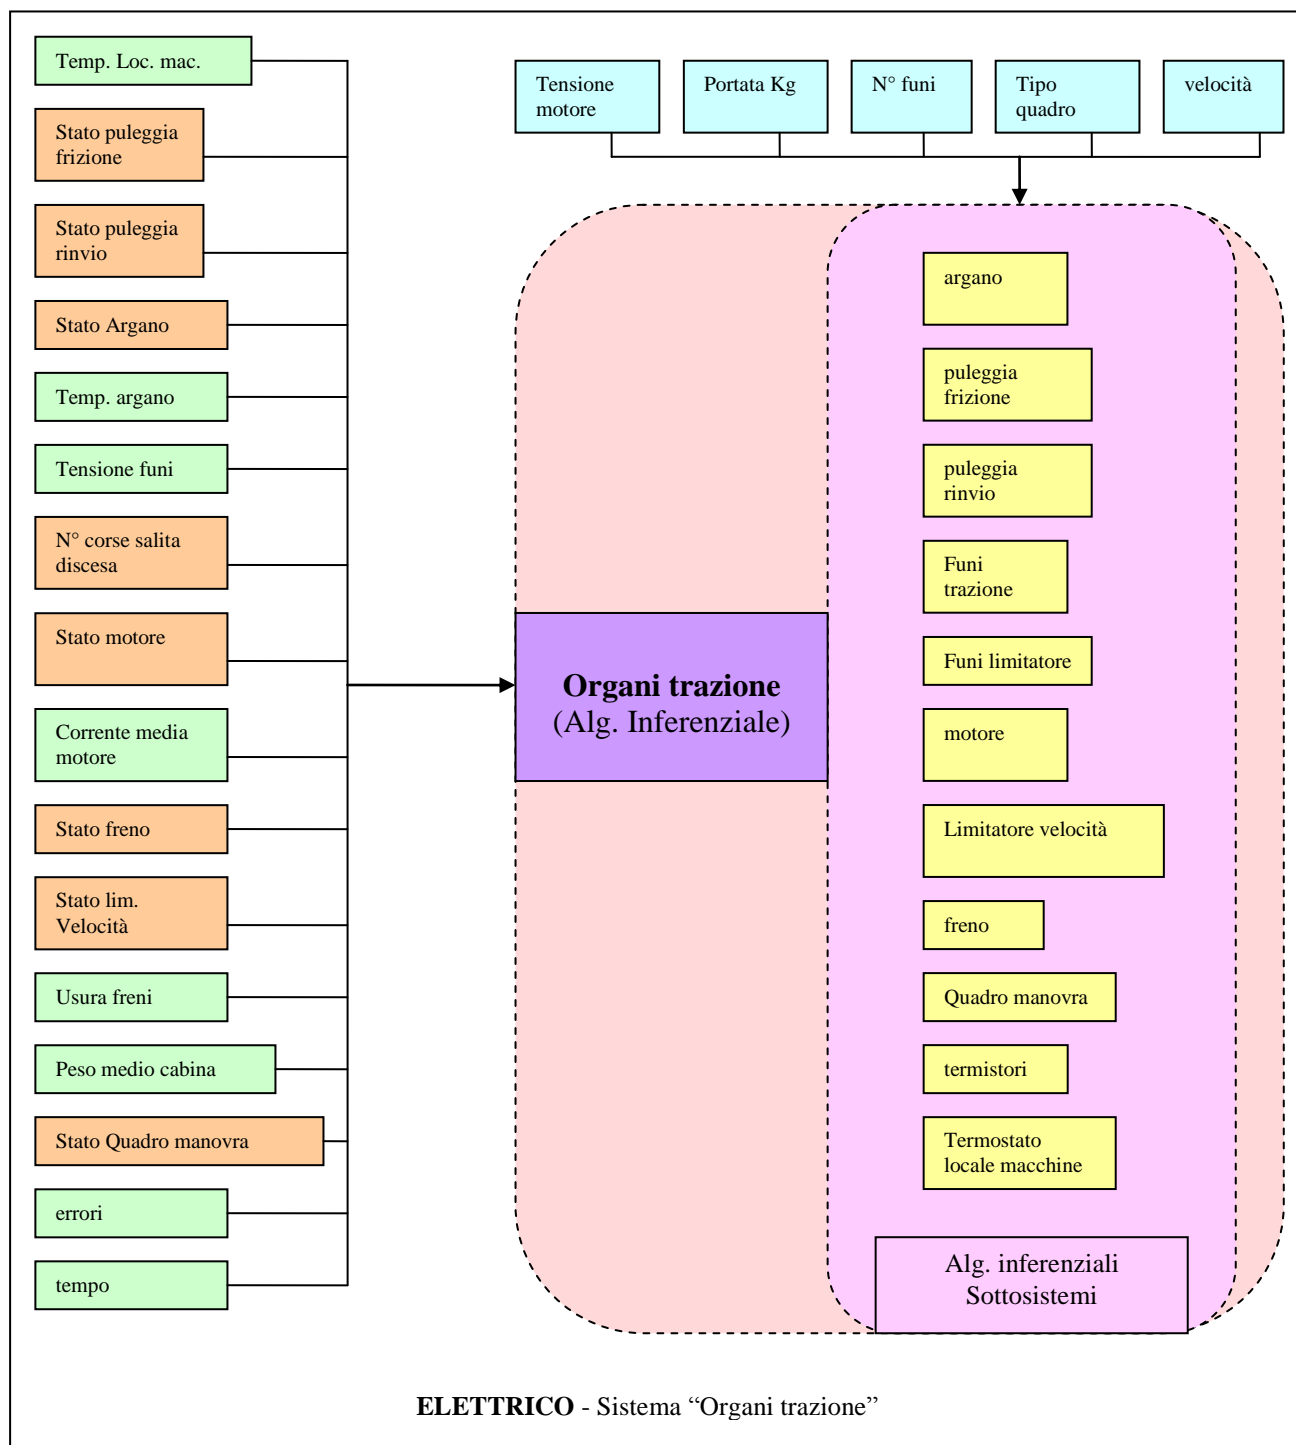 Temp. Loc. mac.
Stato puleggia
frizione
Stato puleggia
rinvio
Stato Argano
Temp. argano
Tensione funi
N° corse salita
discesa
Stato motore
Corrente media
motore
Stato freno
Stato lim.
Velocità
Usura freni
Peso medio cabina
Stato Quadro manovra
errori
tempo
Tensione
motore
Portata Kg
N° funi
Tipo
quadro
velocità
Organi trazione
(Alg. Inferenziale)
argano
puleggia
frizione
puleggia
rinvio
Funi
trazione
Funi limitatore
motore
Limitatore velocità
freno
Quadro manovra
termistori
Termostato
locale macchine
Alg. inferenziali
Sottosistemi
ELETTRICO - Sistema “Organi trazione”